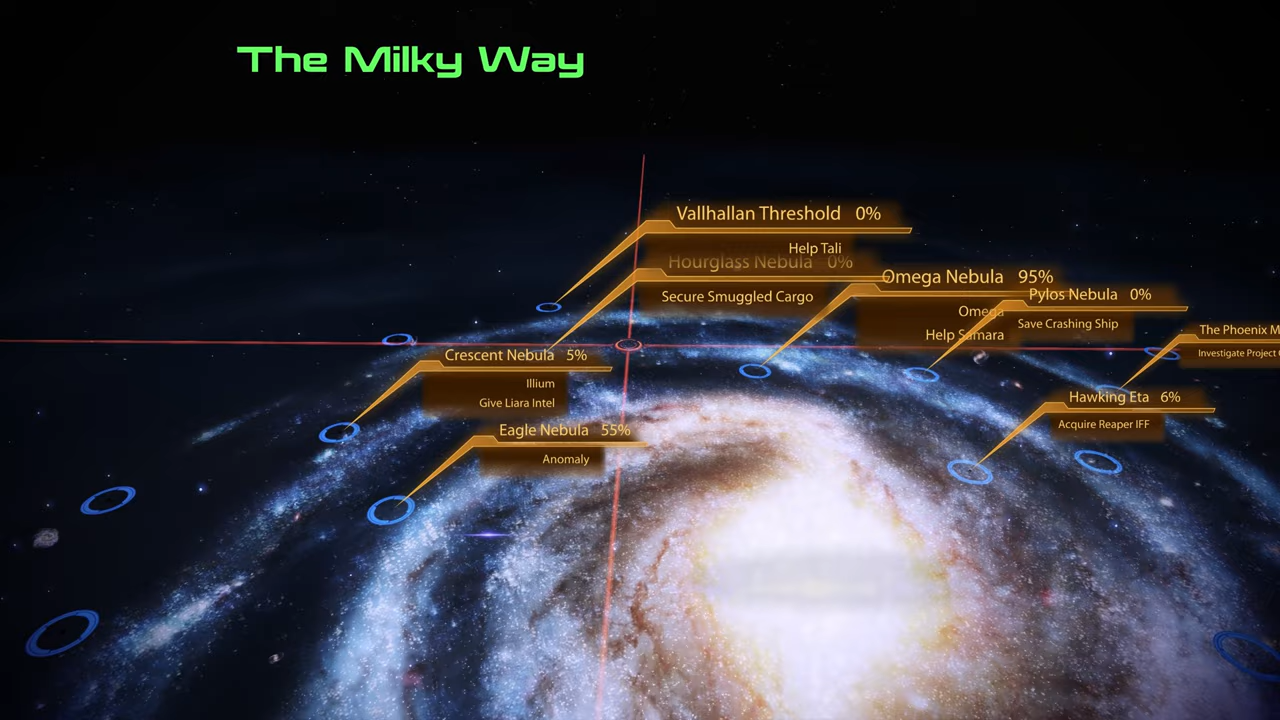 The Milky Way
Vallhallan Threshold 0%
Help Tali
Hourglass Nebula 0%
Secure Smuggled Cargo
Omega Nebula 95%
Omega
Help Samara
Pylos Nebula 0%
Save Crashing Ship
The Phoenix
Investigate Project
Crescent Nebula 5%
Illium
Give Liara Intel
Hawking Eta 6%
Acquire Reaper IFF
Eagle Nebula 55%
Anomaly